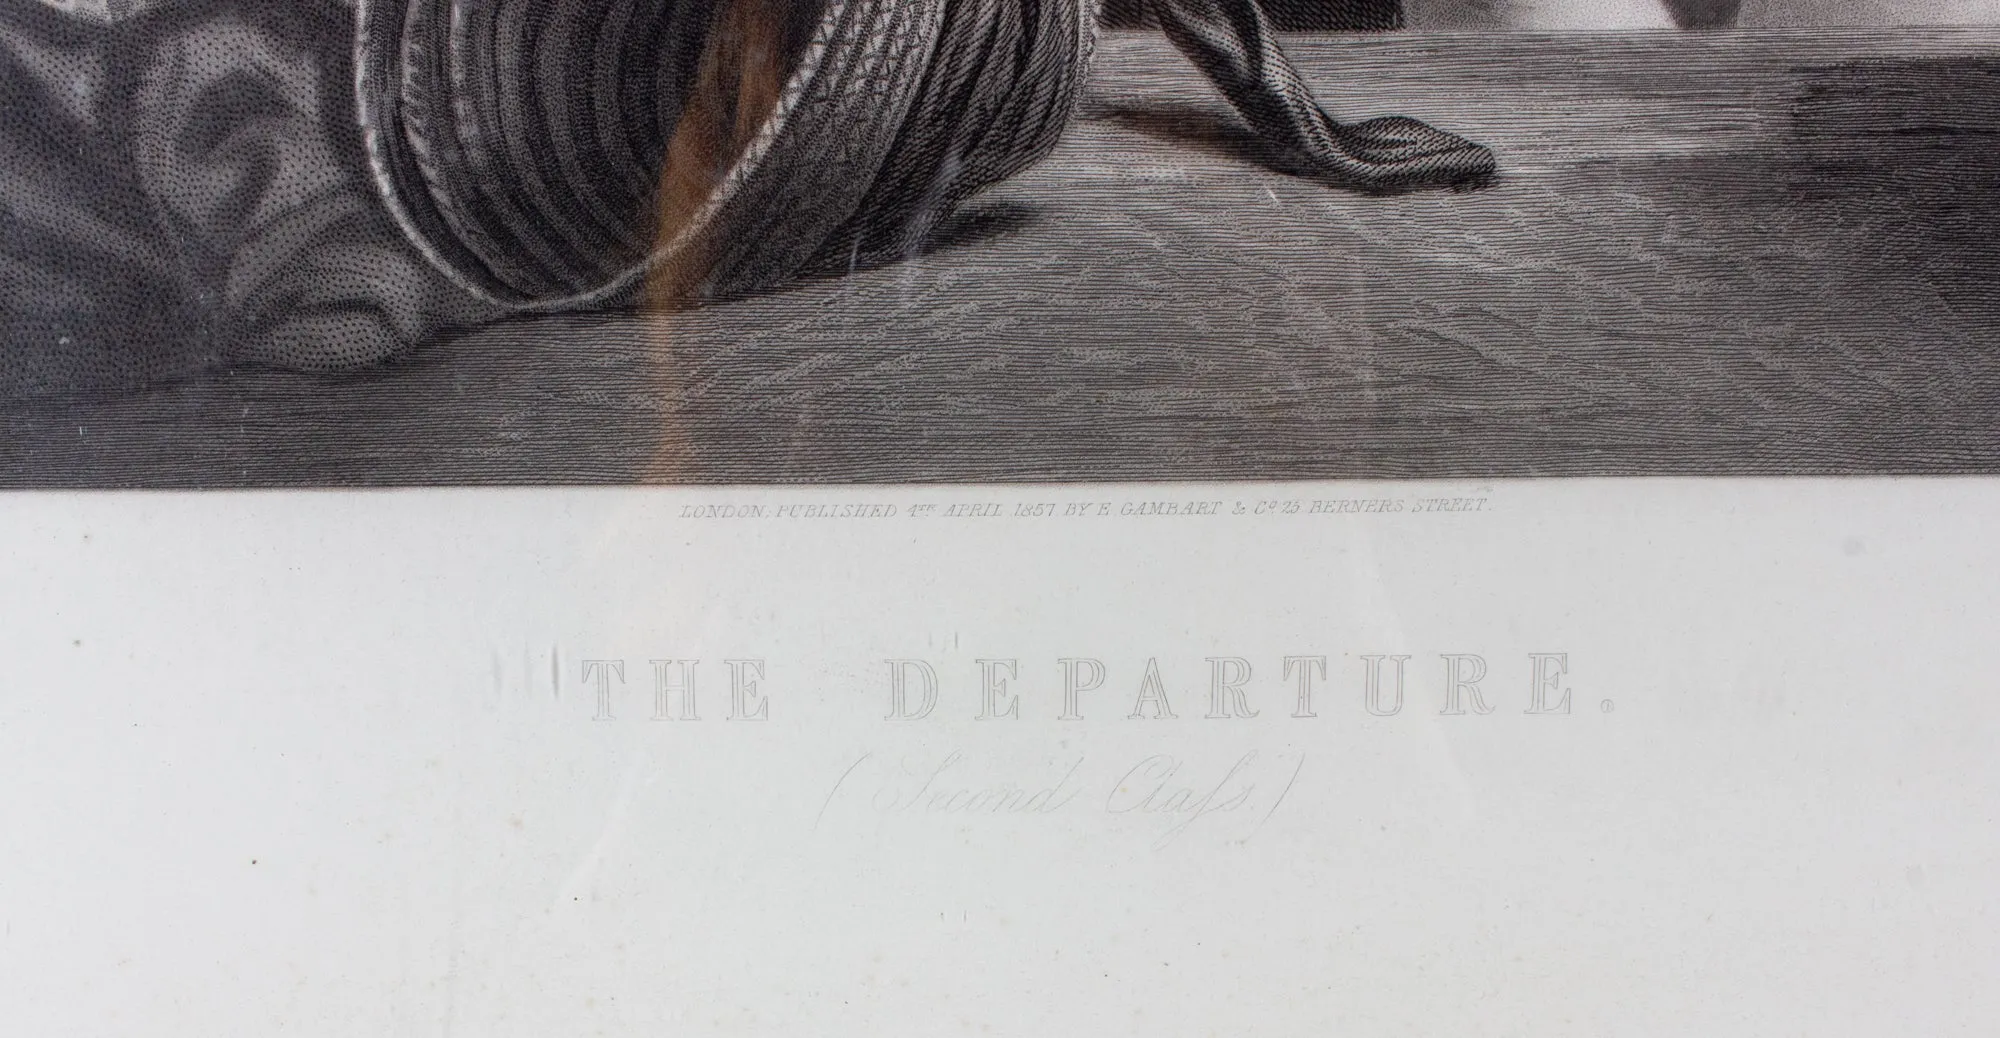 LONDON, PUBLISHED 4TH APRIL 1857 BY E. GAMBART & Co. 25 BERNERS STREET.
THE DEPARTURE.
(Second Claſs.)